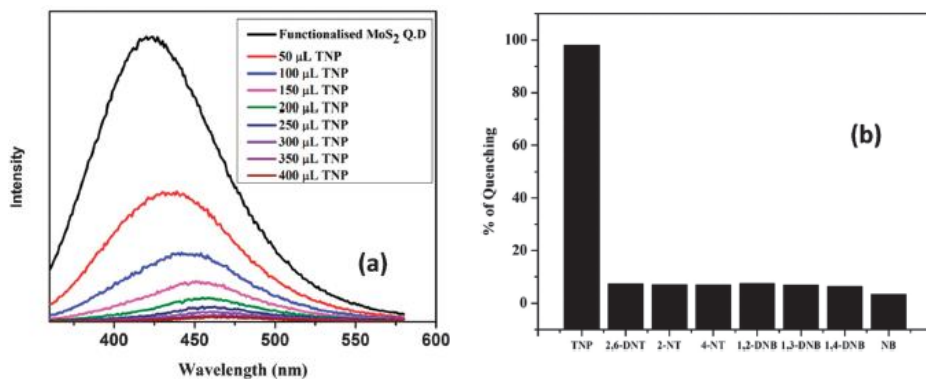 Functionalised MoS₂ Q.D
50 μL TNP
100 μL TNP
150 μL TNP
200 μL TNP
250 μL TNP
300 μL TNP
350 μL TNP
400 μL TNP
(a)
Intensity
400 450 500 550 600
Wavelength (nm)
(b)
% of Quenching
100
80
60
40
20
0
TNP 2,6-DNT 2-NT 4-NT 1,2-DNB 1,3-DNB 1,4-DNB NB